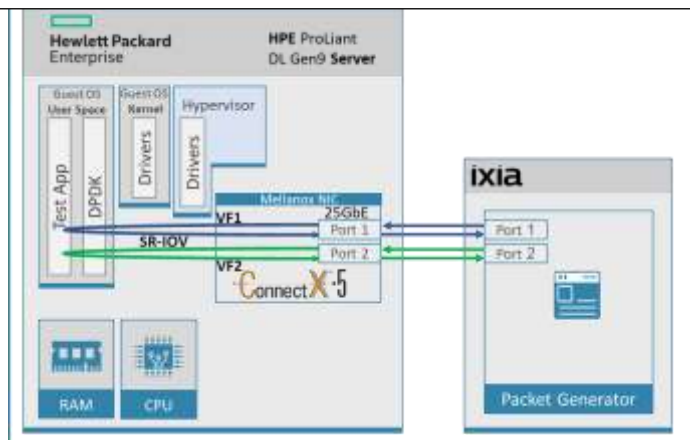 Hewlett Packard
Enterprise
HPE ProLiant
DL Gen9 Server
Guest OS
User Space
Test App
DPDK
Guest OS
Kernel
Drivers
Hypervisor
Drivers
Mellanox NIC
25GbE
VF1
Port 1
SR-IOV
Port 2
VF2
ConnectX-5
RAM
CPU
ixia
Port 1
Port 2
Packet Generator